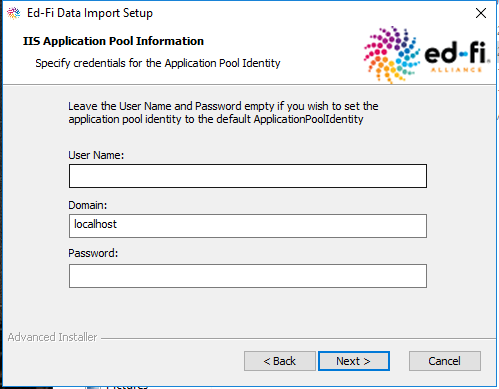 Ed-Fi Data Import Setup
IIS Application Pool Information
Specify credentials for the Application Pool Identity
ed-fi
ALLIANCE
Leave the User Name and Password empty if you wish to set the
application pool identity to the default ApplicationPoolIdentity
User Name:
Domain:
localhost
Password:
Advanced Installer
< Back
Next >
Cancel
Pictures